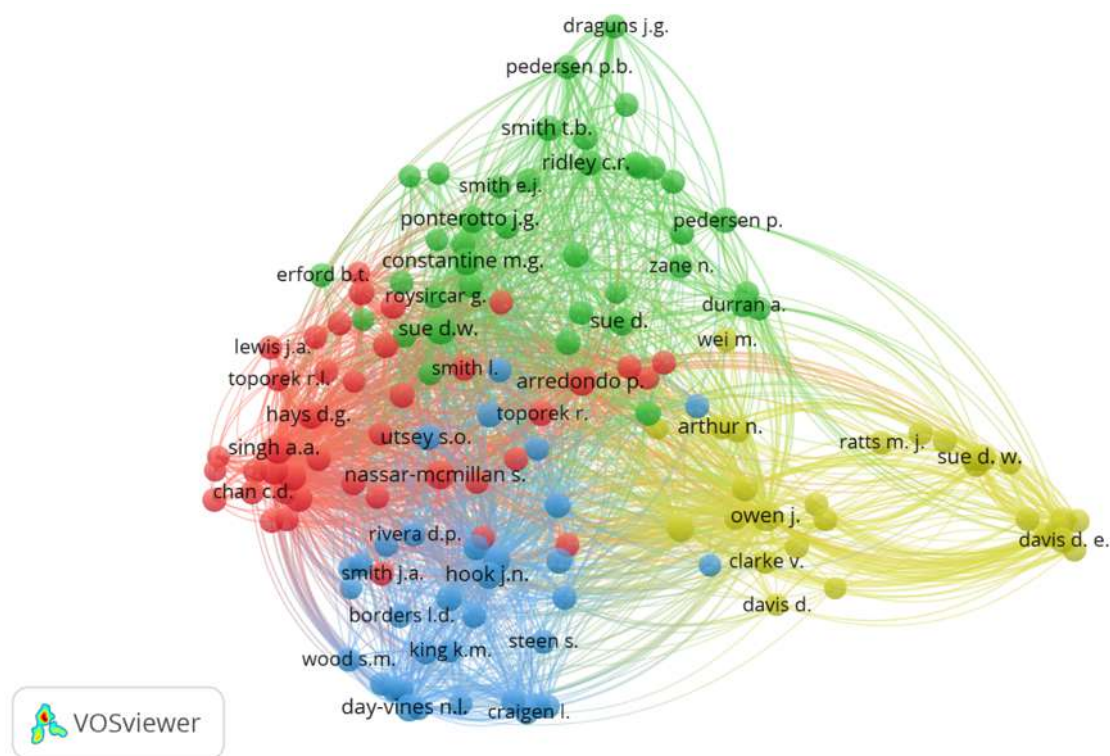 draguns j.g.
pedersen p.b.
smith t.b.
ridley c.r.
smith e.j.
ponterotto j.g.
pedersen p.
constantine m.g.
zane n.
erford b.t.
roysircar g.
durran a.
sue d.w.
sue d.
wei m.
lewis j.a.
smith l.
toporek r.l.
arredondo p.
hays d.g.
toporek r.
arthur n.
utsey s.o.
ratts m. j.
singh a.a.
sue d. w.
nassar-mcmillan s.
chan c.d.
owen j.
rivera d.p.
davis d. e.
clarke v.
smith j.a.
hook j.n.
davis d.
borders l.d.
steen s.
king k.m.
wood s.m.
day-vines n.l.
craigen l.
VOSviewer